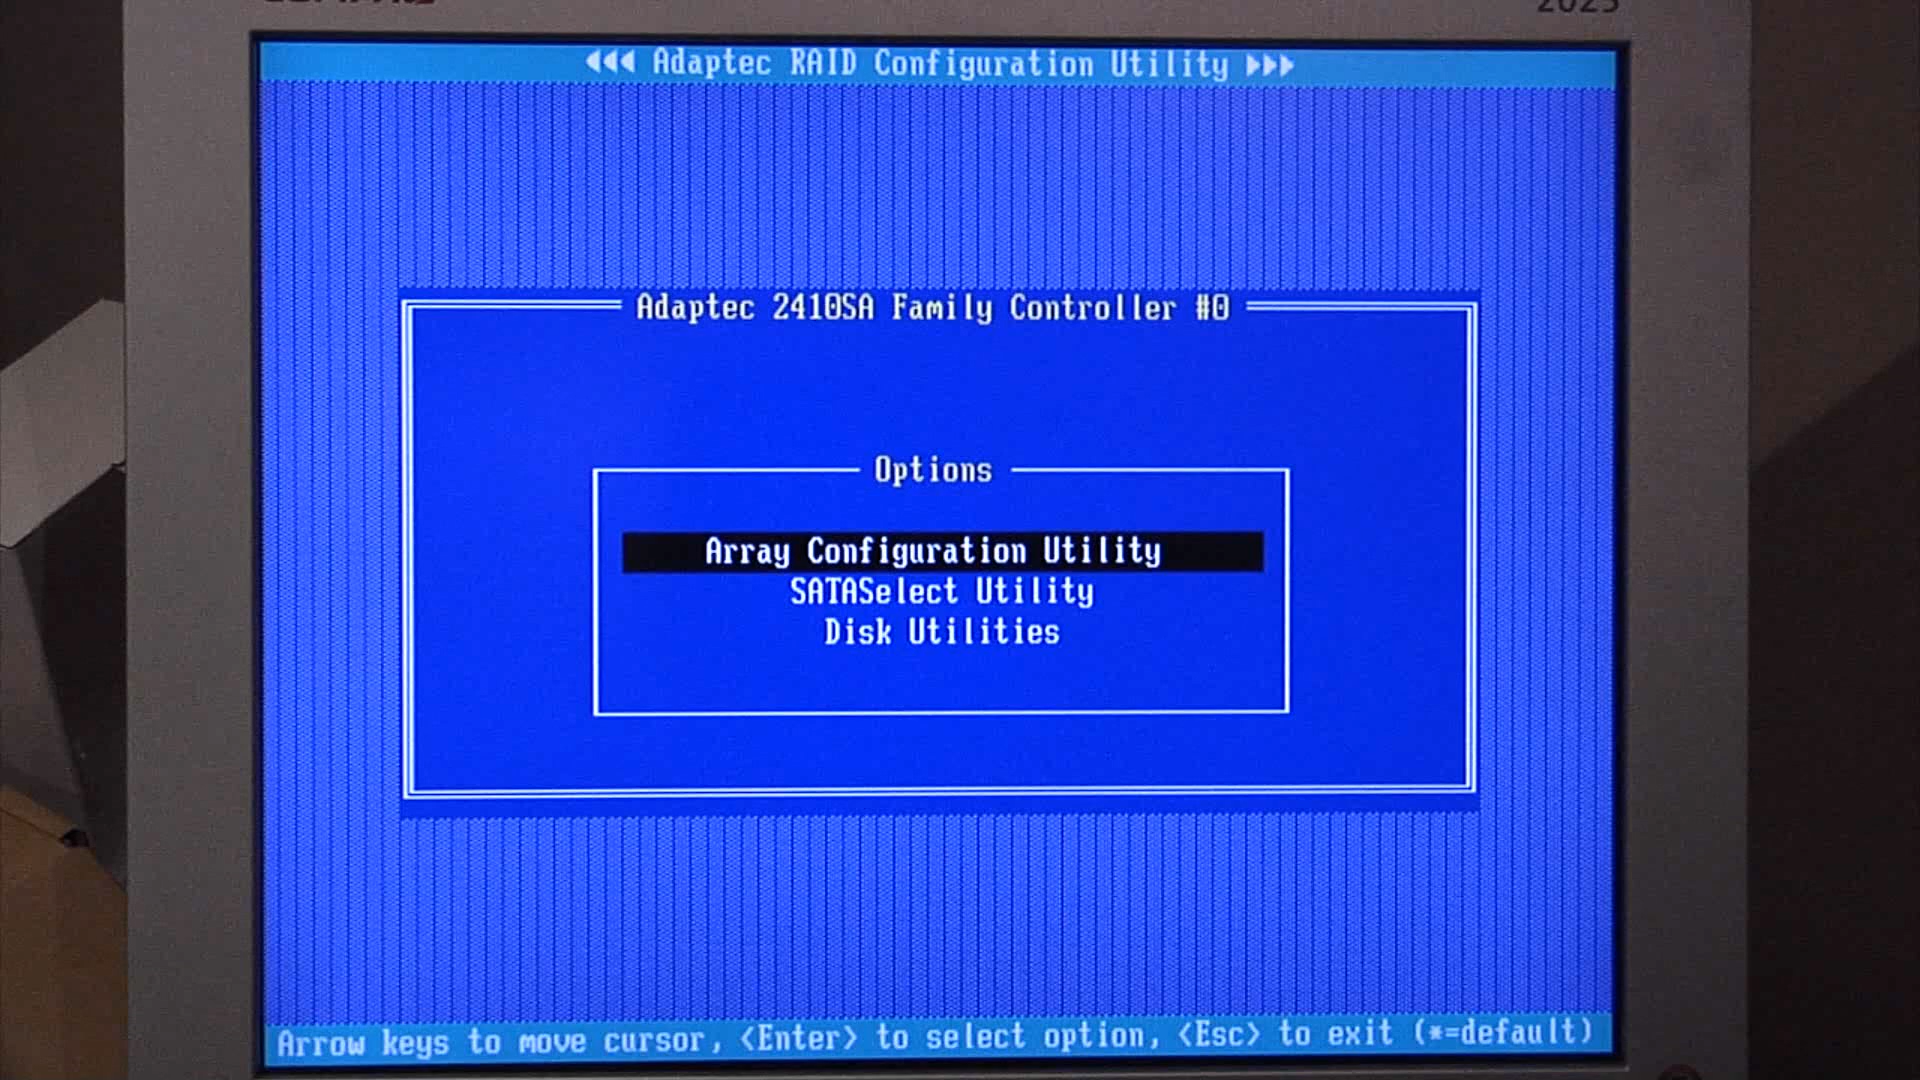 2025
◄◄◄ Adaptec RAID Configuration Utility ►►►
Adaptec 2410SA Family Controller #0
Options
Array Configuration Utility
SATASelect Utility
Disk Utilities
Arrow keys to move cursor, <Enter> to select option, <Esc> to exit (*=default)